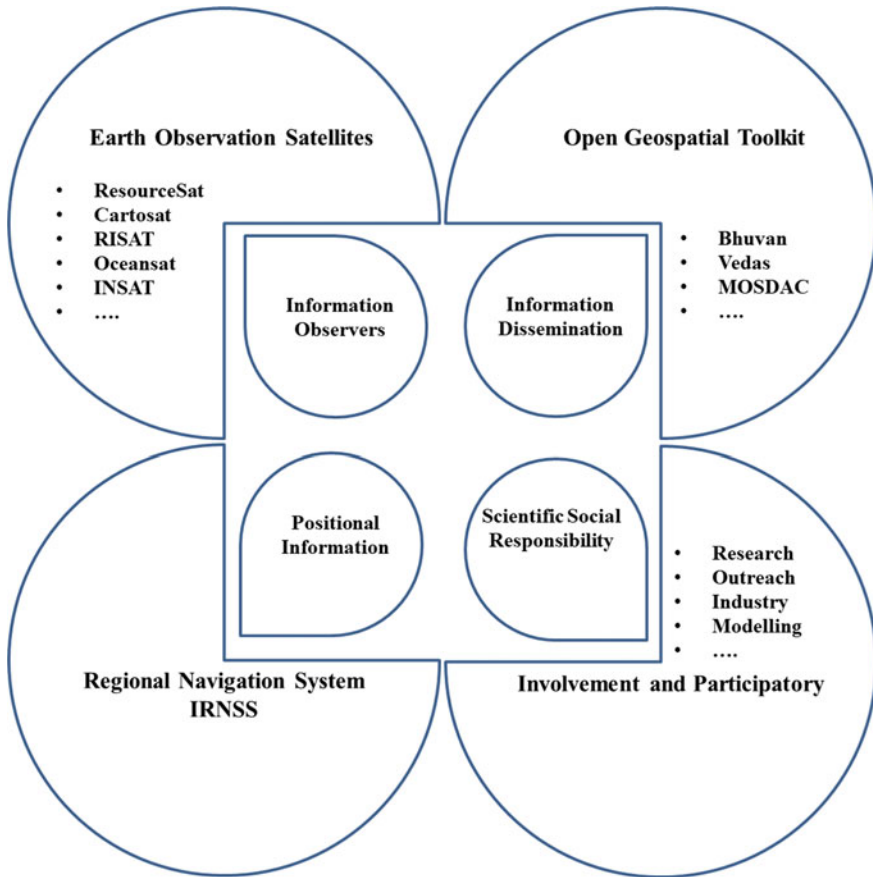 Earth Observation Satellites
• ResourceSat
• Cartosat
• RISAT
• Oceansat
• INSAT
• ....
Open Geospatial Toolkit
• Bhuvan
• Vedas
• MOSDAC
• ....
Information
Observers
Information
Dissemination
Positional
Information
Scientific Social
Responsibility
Regional Navigation System
IRNSS
• Research
• Outreach
• Industry
• Modelling
• ....
Involvement and Participatory